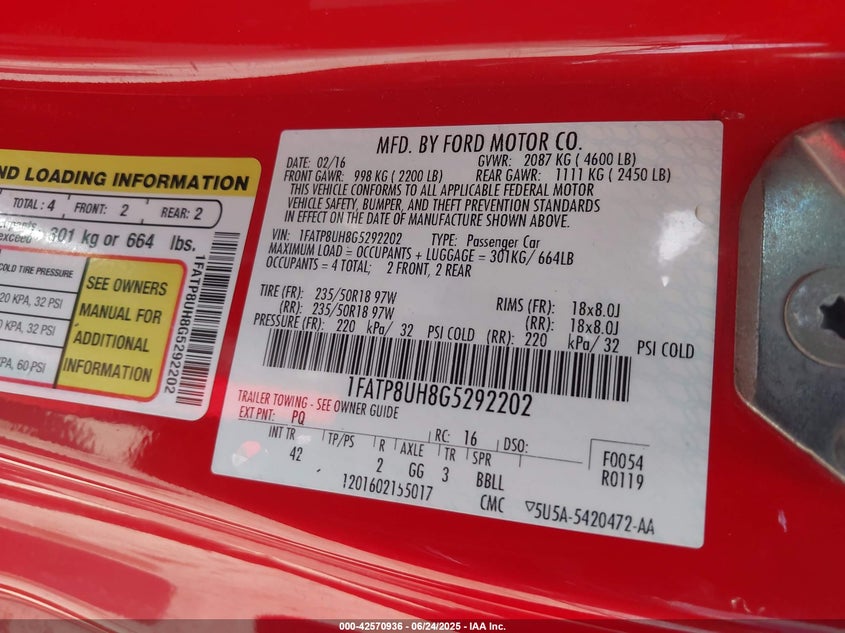 ND LOADING INFORMATION
TOTAL: 4 FRONT: 2 REAR: 2
exceed 301 kg or 664 lbs.
COLD TIRE PRESSURE
20 KPA, 32 PSI
0 KPA, 32 PSI
PA, 60 PSI
SEE OWNERS
MANUAL FOR
ADDITIONAL
INFORMATION
1FATP8UH8G5292202
MFD. BY FORD MOTOR CO.
DATE: 02/16 GVWR: 2087 KG ( 4600 LB)
FRONT GAWR: 998 KG ( 2200 LB) REAR GAWR: 1111 KG ( 2450 LB)
THIS VEHICLE CONFORMS TO ALL APPLICABLE FEDERAL MOTOR
VEHICLE SAFETY, BUMPER, AND THEFT PREVENTION STANDARDS
IN EFFECT ON THE DATE OF MANUFACTURE SHOWN ABOVE.
VIN: 1FATP8UH8G5292202 TYPE: Passenger Car
MAXIMUM LOAD = OCCUPANTS + LUGGAGE = 301KG/ 664LB
OCCUPANTS = 4 TOTAL; 2 FRONT, 2 REAR
TIRE (FR): 235/50R18 97W RIMS (FR): 18x8.0J
(RR): 235/50R18 97W (RR): 18x8.0J
PRESSURE (FR): 220 kPa/ 32 PSI COLD (RR): 220 kPa/ 32 PSI COLD
1FATP8UH8G5292202
TRAILER TOWING - SEE OWNER GUIDE
EXT PNT: PQ RC: 16 DSO:
F0054
R0119
INT TR TP/PS R AXLE TR SPR
42 2 GG 3 BBLL
1201602155017 CMC ▽5U5A-5420472-AA
000-42570936 - 06/24/2025 - IAA Inc.